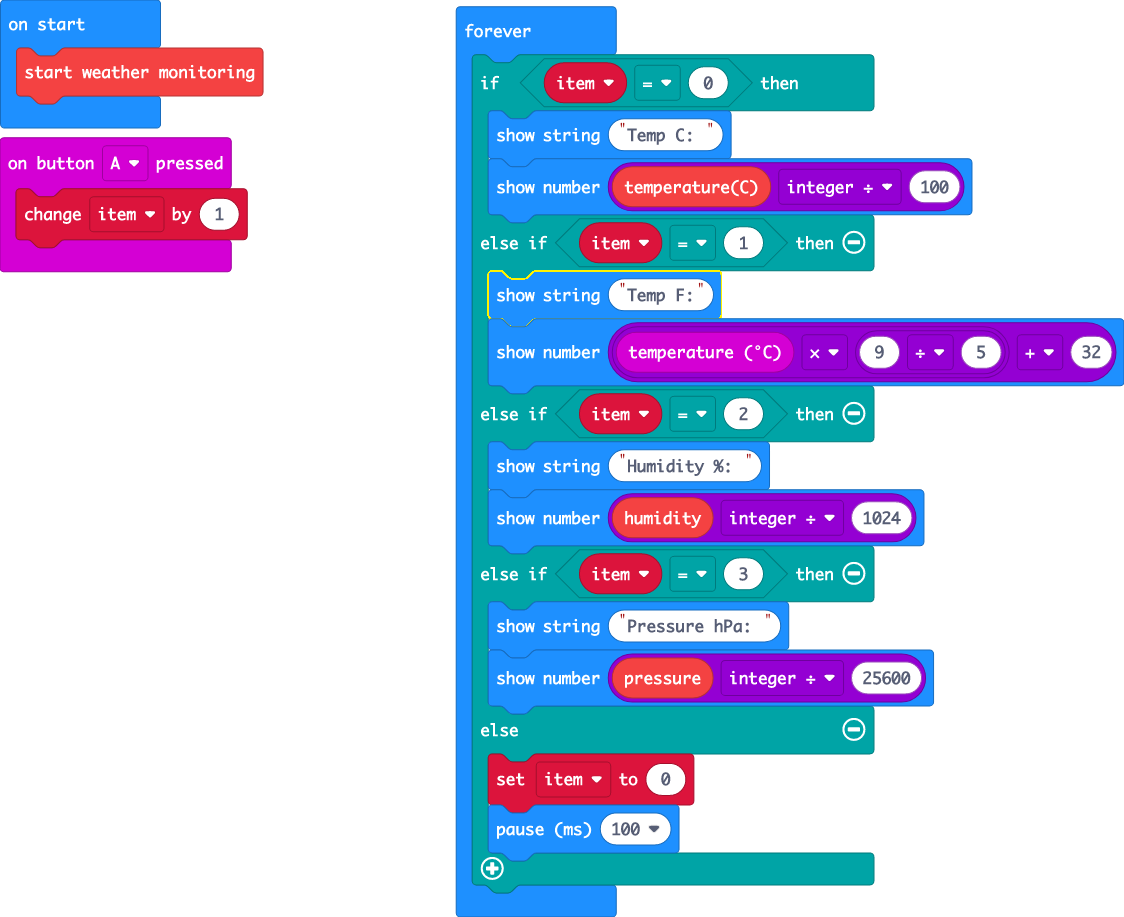 on start
start weather monitoring
on button A pressed
change item by 1
forever
if item = 0 then
show string "Temp C: "
show number temperature(C) integer ÷ 100
else if item = 1 then
show string "Temp F:"
show number temperature (°C) × 9 ÷ 5 + 32
else if item = 2 then
show string "Humidity %: "
show number humidity integer ÷ 1024
else if item = 3 then
show string "Pressure hPa: "
show number pressure integer ÷ 25600
else
set item to 0
pause (ms) 100